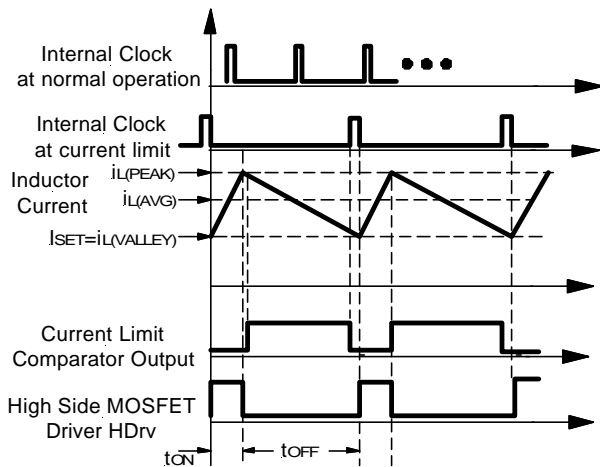 Internal Clock
at normal operation
Internal Clock
at current limit
iL(PEAK)
Inductor
Current
iL(AVG)
ISET=iL(VALLEY)
Current Limit
Comparator Output
High Side MOSFET
Driver HDrv
tON
tOFF